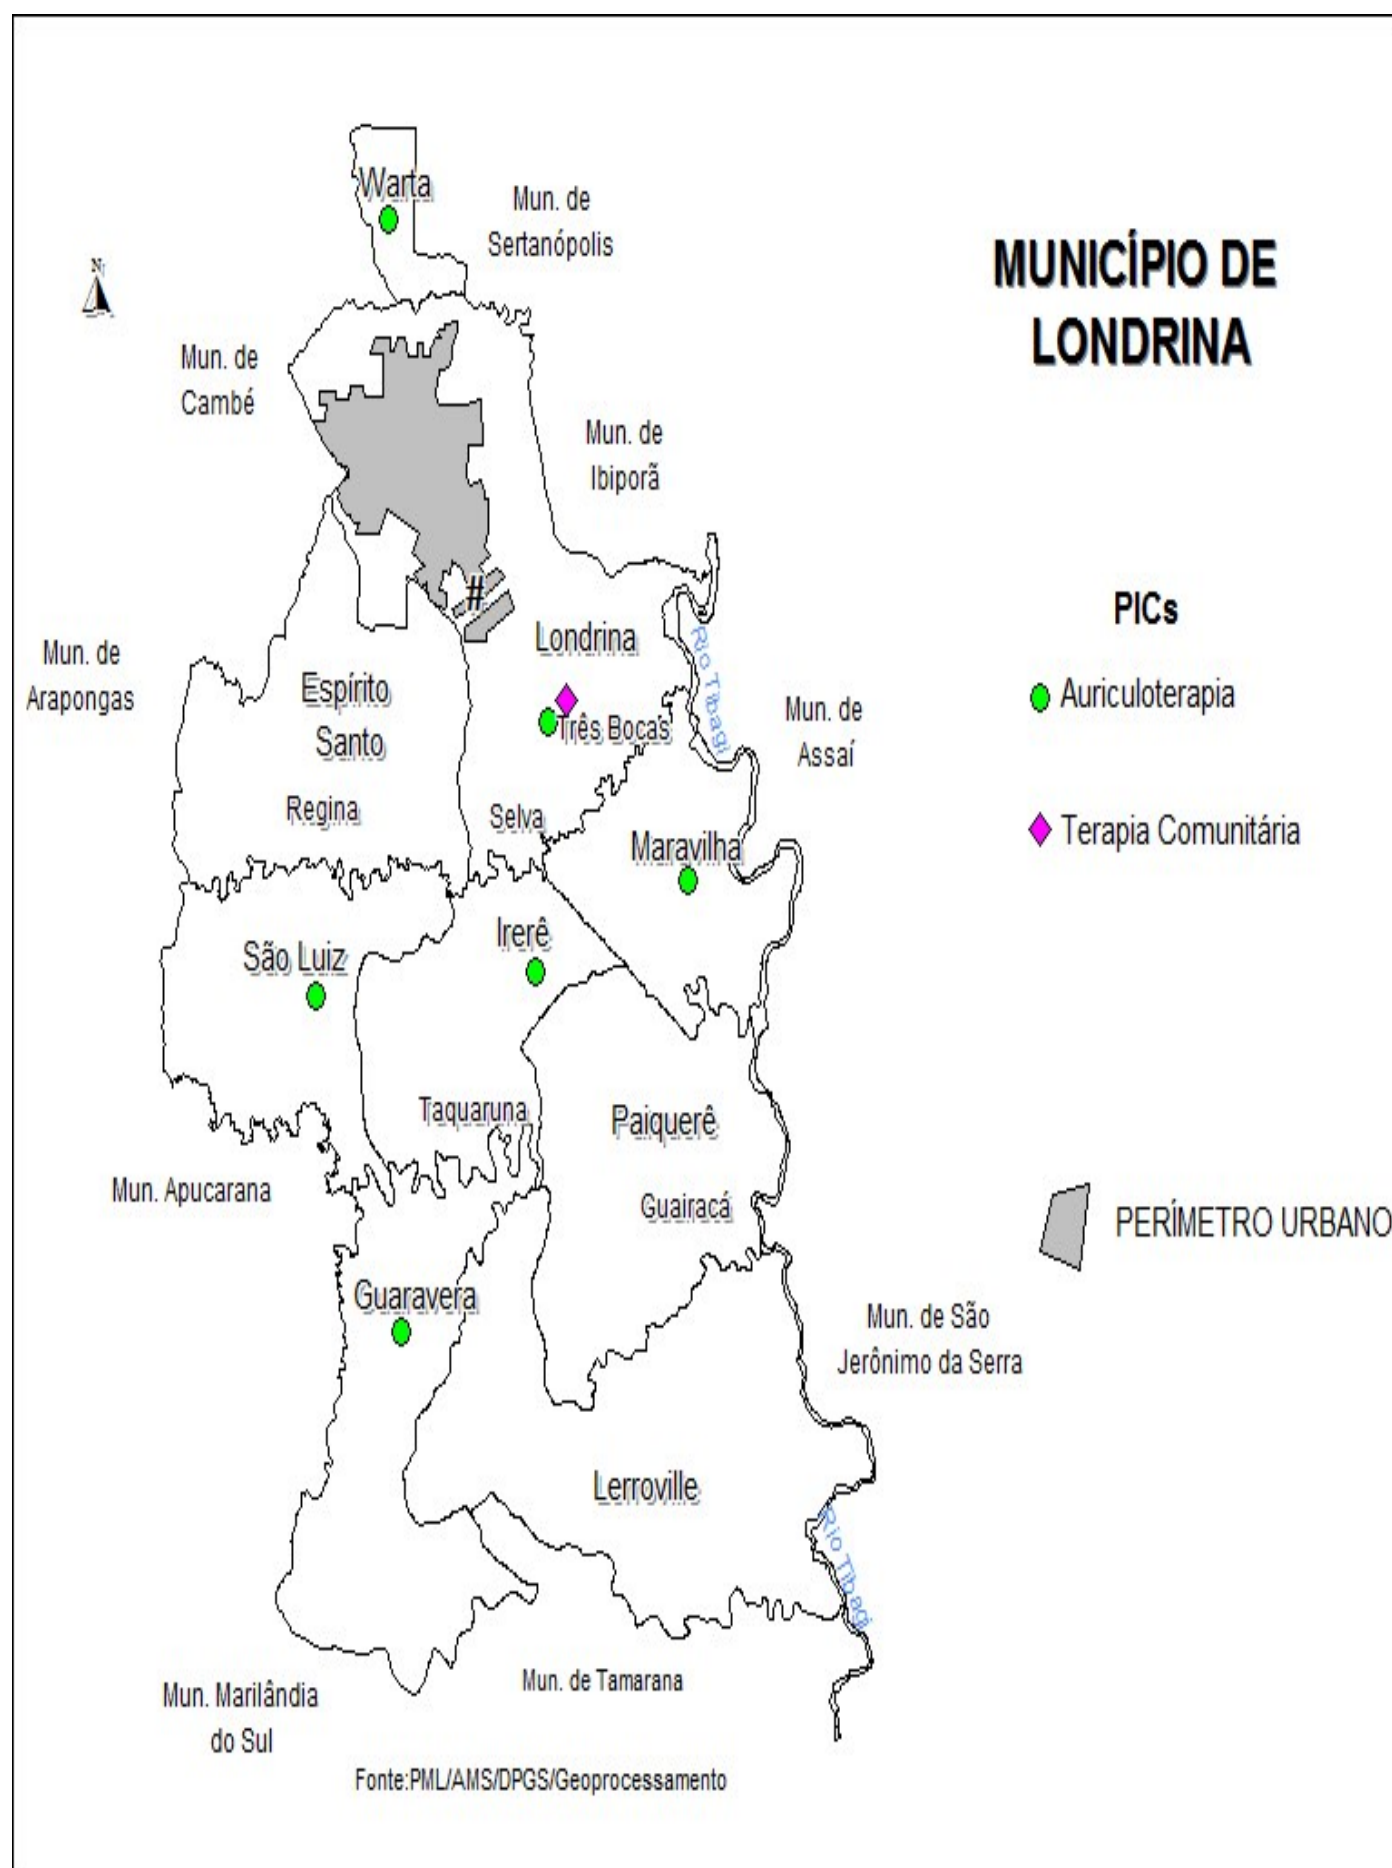 Warta
Mun. de
Sertanópolis
MUNICÍPIO DE
LONDRINA
N
Mun. de
Cambé
Mun. de
Ibiporã
#
PICs
Londrina
Rio Tibagi
Mun. de
Arapongas
Espírito
Santo
Auriculoterapia
Mun. de
Assaí
Três Bocas
Regina
Selva
Maravilha
Terapia Comunitária
Irerê
São Luiz
Taquaruna
Paiquerê
Mun. Apucarana
Guairacá
PERÍMETRO URBANO
Guaravera
Mun. de São
Jerônimo da Serra
Lerroville
Rio Tibagi
Mun. de Tamarana
Mun. Marilândia
do Sul
Fonte:PML/AMS/DPGS/Geoprocessamento